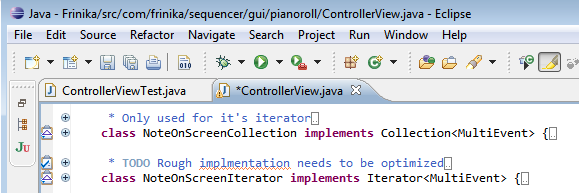 Java - Frinika/src/com/frinika/sequencer/gui/pianoroll/ControllerView.java - Eclipse
File Edit Source Refactor Navigate Search Project Run Window Help
ControllerViewTest.java *ControllerView.java
* Only used for it's iterator
class NoteOnScreenCollection implements Collection<MultiEvent> {
* TODO Rough implmentation needs to be optimized
class NoteOnScreenIterator implements Iterator<MultiEvent> {